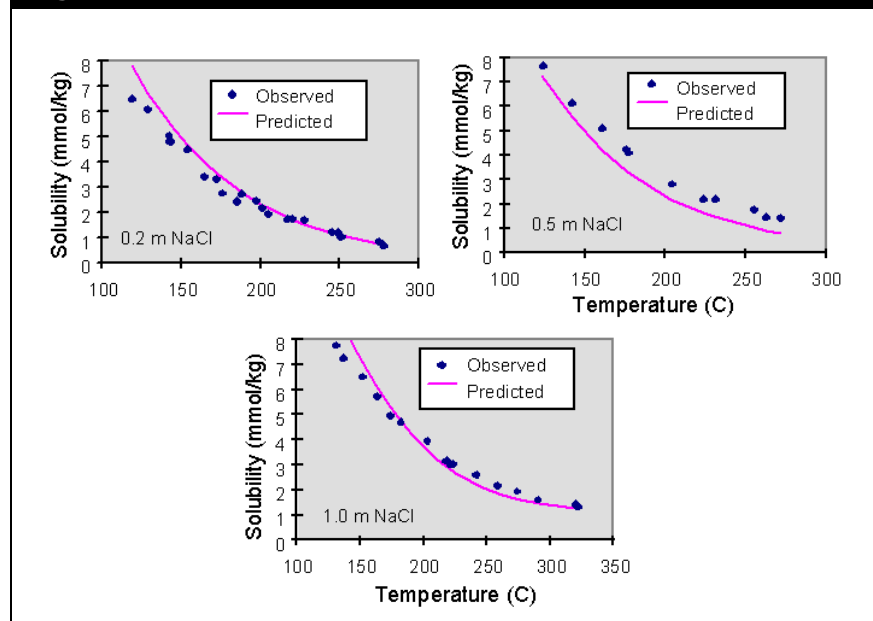 8
7
6
5
4
3
2
1
0
Solubility (mmol/kg)
Observed
Predicted
0.2 m NaCl
100 150 200 250 300
8
7
6
5
4
3
2
1
0
Solubility (mmol/kg)
Observed
Predicted
0.5 m NaCl
100 150 200 250 300
Temperature (C)
8
7
6
5
4
3
2
1
0
Solubility (mmol/kg)
Observed
Predicted
1.0 m NaCl
100 150 200 250 300 350
Temperature (C)